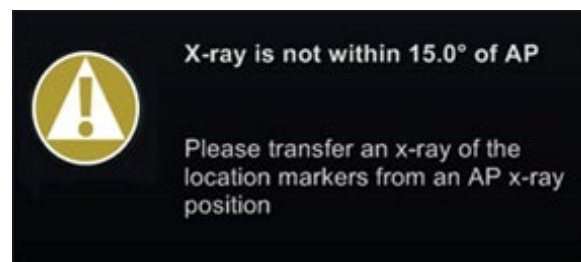 X-ray is not within 15.0° of AP
Please transfer an x-ray of the
location markers from an AP x-ray
position